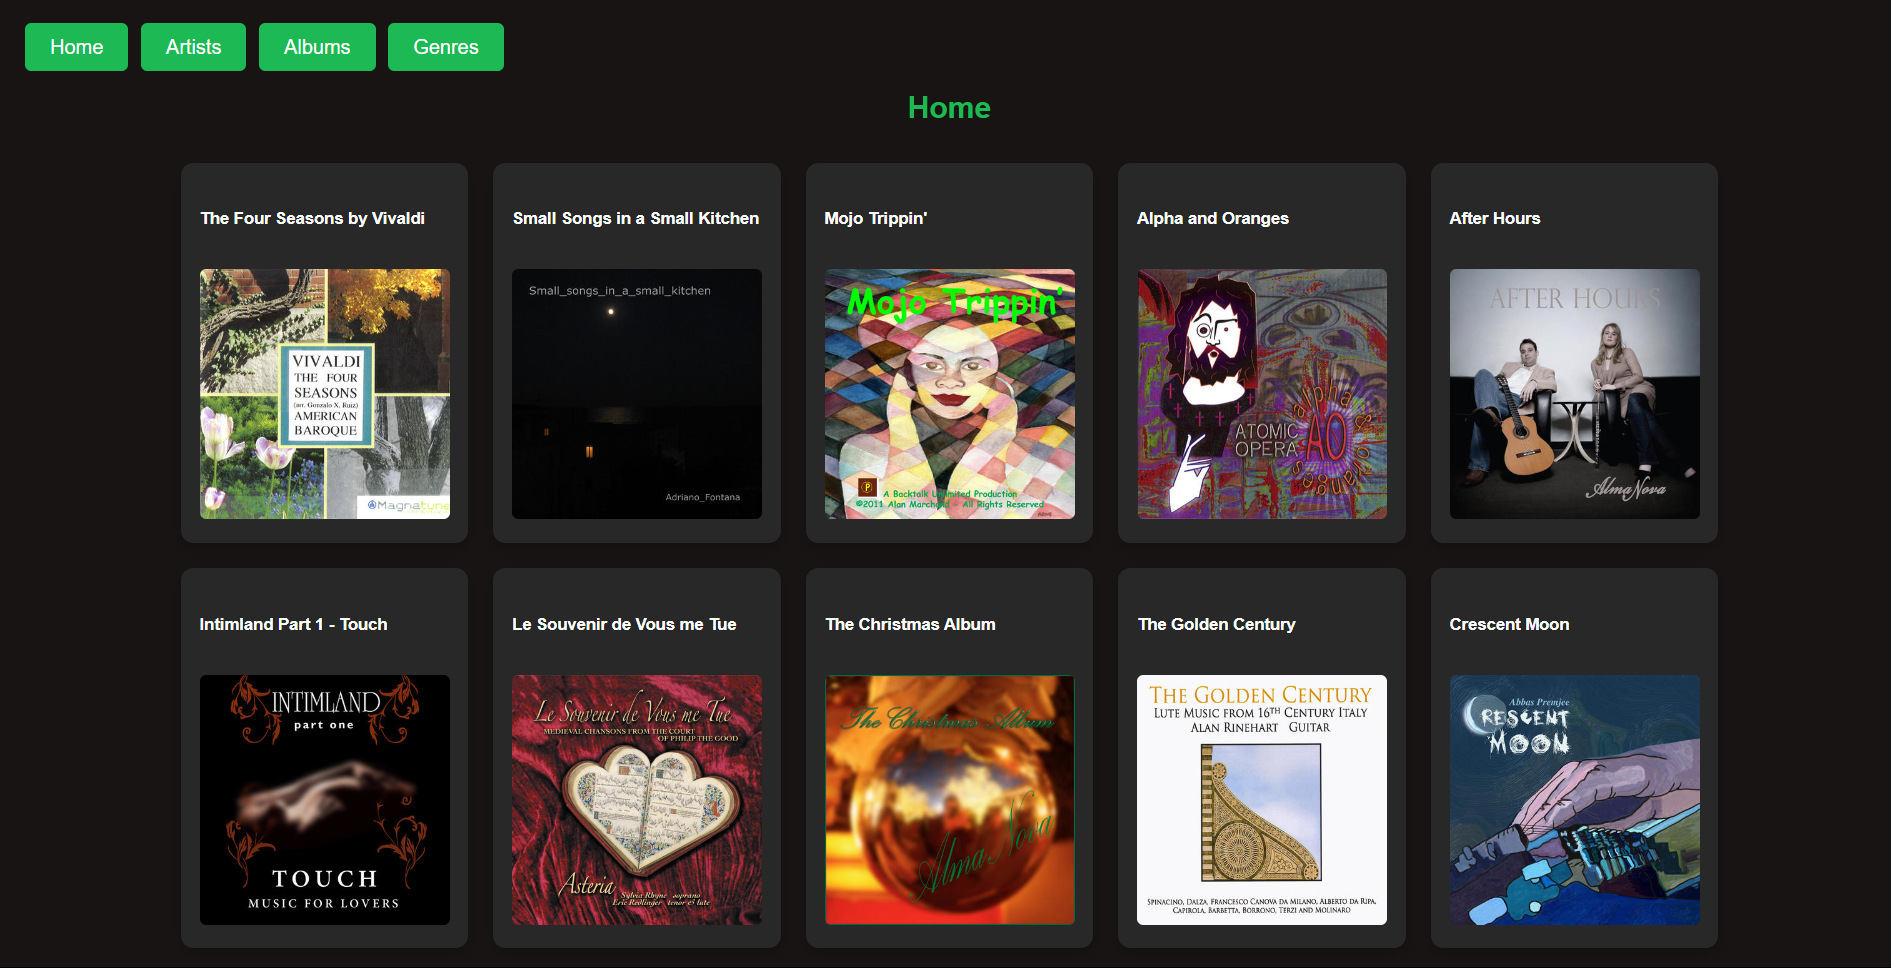 Home
Artists
Albums
Genres
Home
The Four Seasons by Vivaldi
Small Songs in a Small Kitchen
Mojo Trippin'
Alpha and Oranges
After Hours
VIVALDI
THE FOUR
SEASONS
(arr. Gonzalo X. Ruiz)
AMERICAN
BAROQUE
Magnatune
Small_songs_in_a_small_kitchen
Adriano_Fontana
Mojo Trippin'
P
A Backtalk Unlimited Production
©2011 Alan Marchand - All Rights Reserved
ATOMIC
OPERA
AO
alpha &
oranges
AFTER HOURS
AlmaNova
Intimland Part 1 - Touch
Le Souvenir de Vous me Tue
The Christmas Album
The Golden Century
Crescent Moon
INTIMLAND
part one
TOUCH
MUSIC FOR LOVERS
Le Souvenir de Vous me Tue
MEDIEVAL CHANSONS FROM THE COURT
OF PHILIP THE GOOD
Asteria
Sylvia Rhyne soprano
Eric Redlinger tenor & lute
The Christmas Album
Alma Nova
THE GOLDEN CENTURY
LUTE MUSIC FROM 16TH CENTURY ITALY
ALAN RINEHART GUITAR
SPINACINO, DALZA, FRANCESCO CANOVA DA MILANO, ALBERTO DA RIPA,
CAPIROLA, BARBETTA, BORRONO, TERZI AND MOLINARO
Abbas Premjee
CRESCENT
MOON